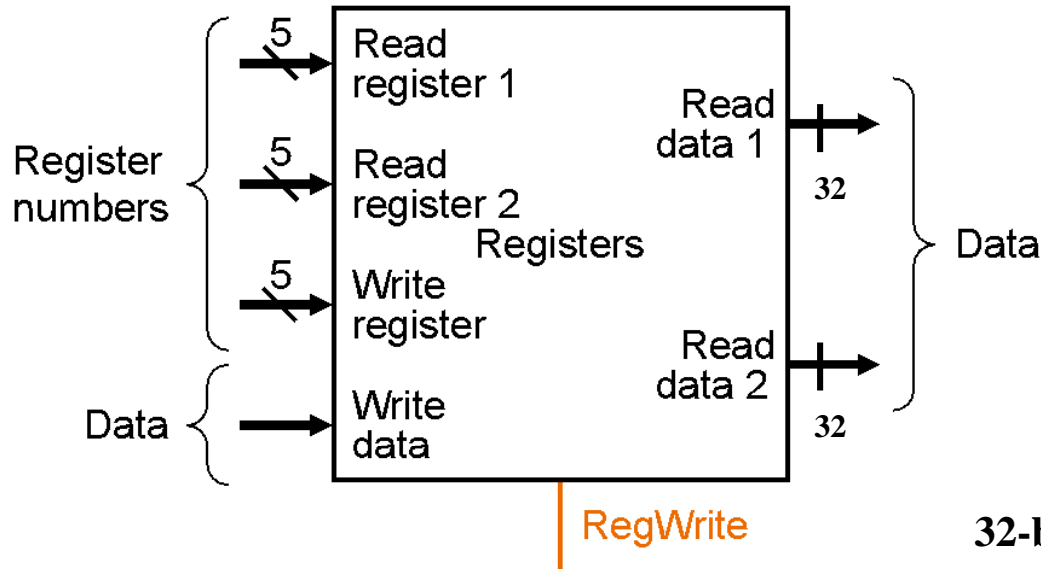 Register
numbers
Data
5
5
5
Read
register 1
Read
register 2
Write
register
Write
data
Registers
Read
data 1
Read
data 2
32
32
Data
RegWrite